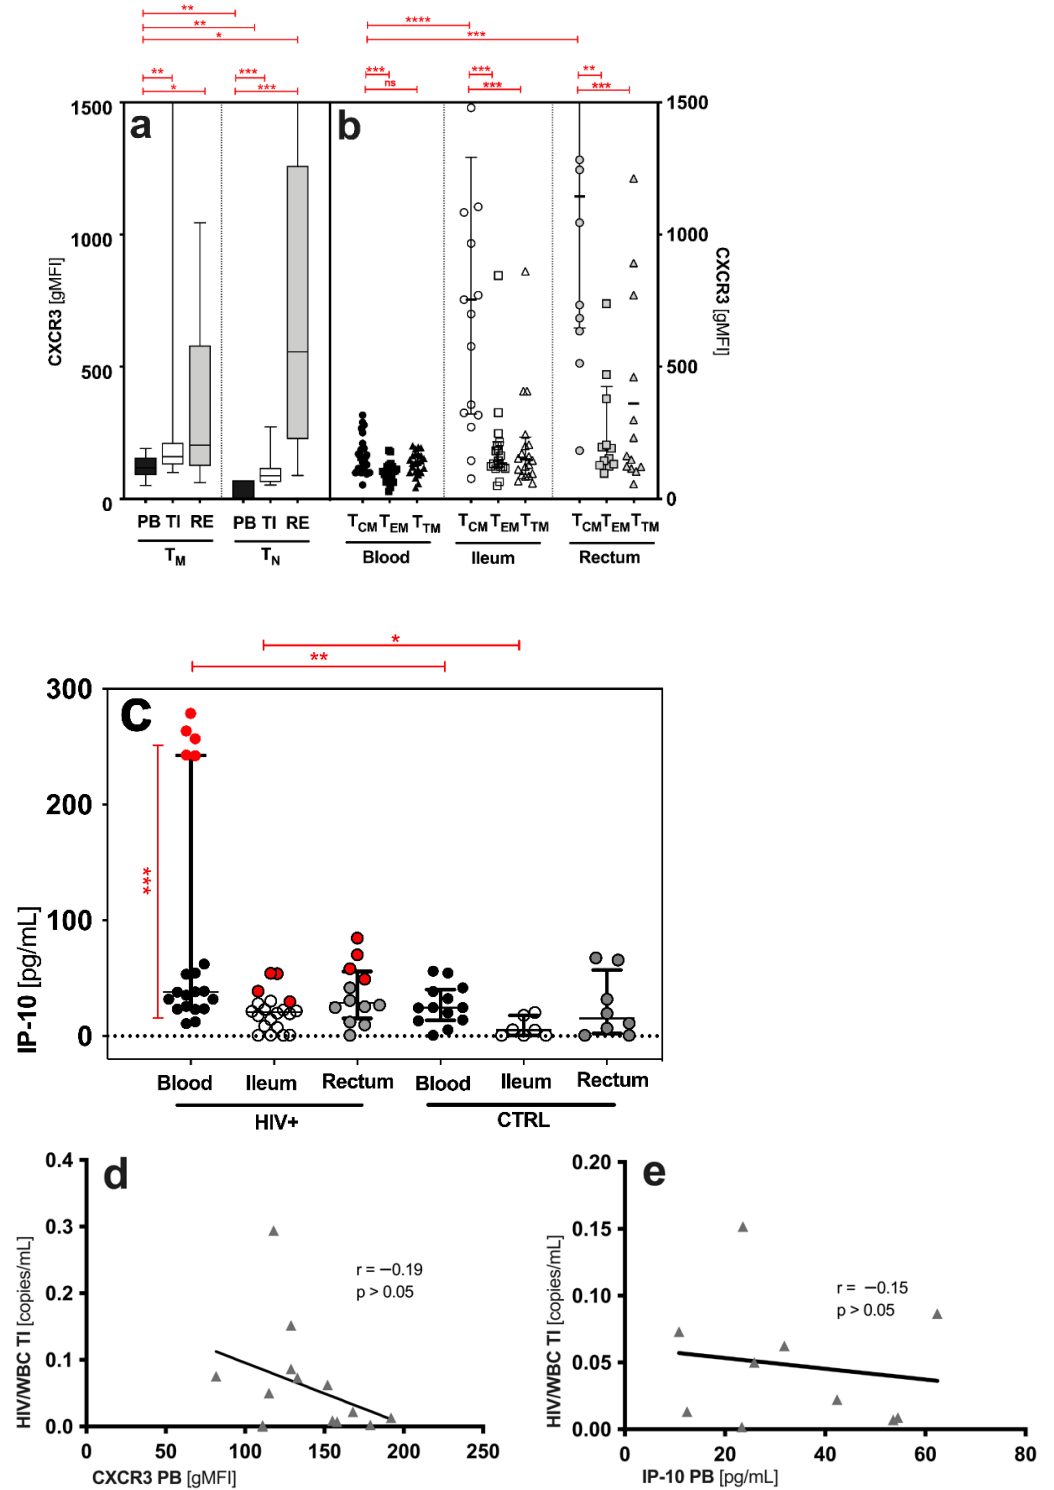 **
**
*
** ***
* ***
****
***
*** ns
*** ***
** ***
1500
1000
500
0
CXCR3 [gMFI]
a
b
1500
1000
500
0
CXCR3 [gMFI]
PB TI RE PB TI RE
TM TN
TCM TEM TTM TCM TEM TTM TCM TEM TTM
Blood Ileum Rectum
*
**
***
300
200
100
0
IP-10 [pg/mL]
c
Blood Ileum Rectum Blood Ileum Rectum
HIV+ CTRL
d
0.4
0.3
0.2
0.1
0.0
HIV/WBC TI [copies/mL]
r = −0.19
p > 0.05
0 50 100 150 200 250
CXCR3 PB [gMFI]
e
0.20
0.15
0.10
0.05
0.00
HIV/WBC TI [copies/mL]
r = −0.15
p > 0.05
0 20 40 60 80
IP-10 PB [pg/mL]